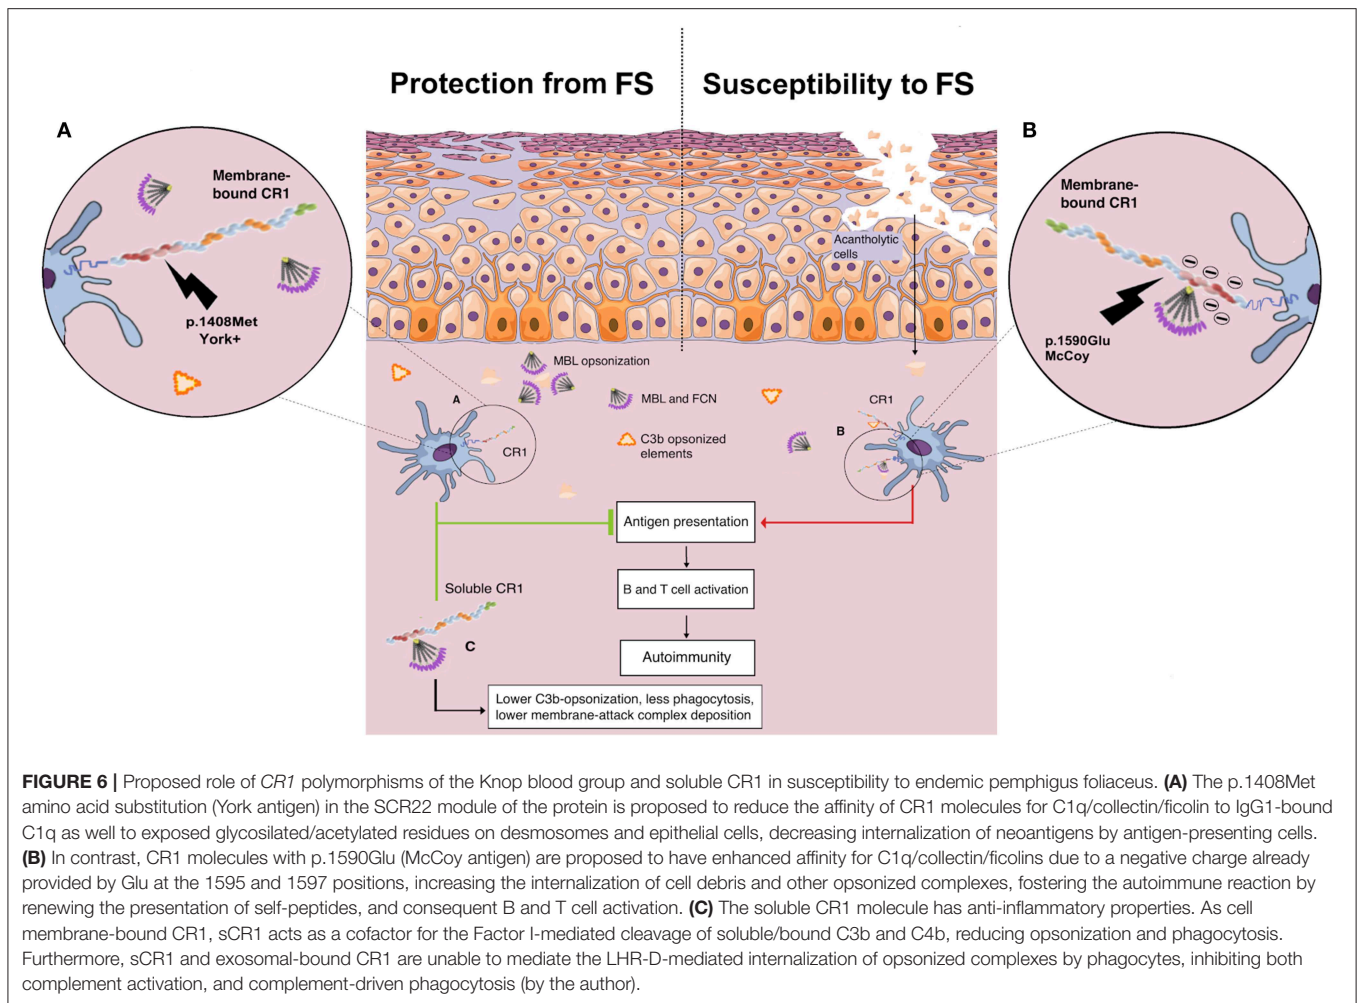 Protection from FS
Susceptibility to FS
A
Membrane-
bound CR1
p.1408Met
York+
B
Membrane-
bound CR1
p.1590Glu
McCoy
Acantholytic
cells
MBL opsonization
MBL and FCN
C3b opsonized
elements
A
CR1
CR1
B
Antigen presentation
B and T cell activation
Autoimmunity
Soluble CR1
C
Lower C3b-opsonization, less phagocytosis,
lower membrane-attack complex deposition
FIGURE 6 | Proposed role of CR1 polymorphisms of the Knop blood group and soluble CR1 in susceptibility to endemic pemphigus foliaceus. (A) The p.1408Met
amino acid substitution (York antigen) in the SCR22 module of the protein is proposed to reduce the affinity of CR1 molecules for C1q/collectin/ficolin to IgG1-bound
C1q as well to exposed glycosilated/acetylated residues on desmosomes and epithelial cells, decreasing internalization of neoantigens by antigen-presenting cells.
(B) In contrast, CR1 molecules with p.1590Glu (McCoy antigen) are proposed to have enhanced affinity for C1q/collectin/ficolins due to a negative charge already
provided by Glu at the 1595 and 1597 positions, increasing the internalization of cell debris and other opsonized complexes, fostering the autoimmune reaction by
renewing the presentation of self-peptides, and consequent B and T cell activation. (C) The soluble CR1 molecule has anti-inflammatory properties. As cell
membrane-bound CR1, sCR1 acts as a cofactor for the Factor I-mediated cleavage of soluble/bound C3b and C4b, reducing opsonization and phagocytosis.
Furthermore, sCR1 and exosomal-bound CR1 are unable to mediate the LHR-D-mediated internalization of opsonized complexes by phagocytes, inhibiting both
complement activation, and complement-driven phagocytosis (by the author).